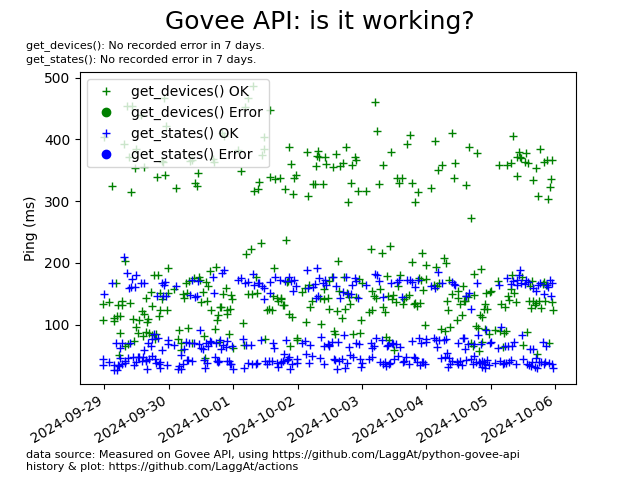 Govee API: is it working?
get_devices(): No recorded error in 7 days.
get_states(): No recorded error in 7 days.
500
400
300
200
100
Ping (ms)
get_devices() OK
get_devices() Error
get_states() OK
get_states() Error
2024-09-29
2024-09-30
2024-10-01
2024-10-02
2024-10-03
2024-10-04
2024-10-05
2024-10-06
data source: Measured on Govee API, using https://github.com/LaggAt/python-govee-api
history & plot: https://github.com/LaggAt/actions